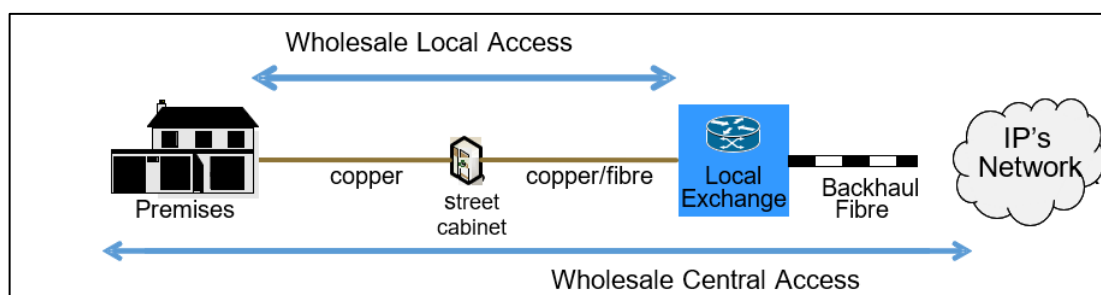 Wholesale Local Access
Premises
copper
street
cabinet
copper/fibre
Local
Exchange
Backhaul
Fibre
IP's
Network
Wholesale Central Access